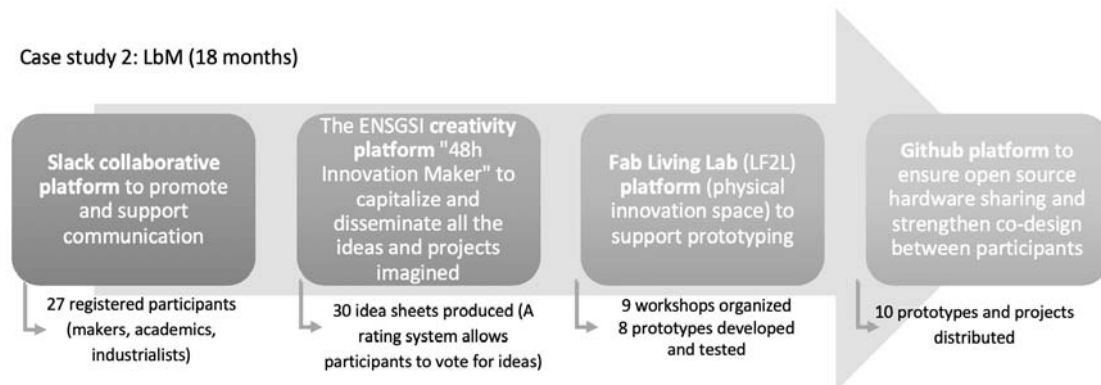 Case study 2: LbM (18 months)
Slack collaborative
platform to promote
and support
communication
The ENSGSI creativity
platform "48h
Innovation Maker" to
capitalize and
disseminate all the
ideas and projects
imagined
Fab Living Lab (LF2L)
platform (physical
innovation space) to
support prototyping
Github platform to
ensure open source
hardware sharing and
strengthen co-design
between participants
27 registered participants
(makers, academics,
industrialists)
30 idea sheets produced (A
rating system allows
participants to vote for ideas)
9 workshops organized
8 prototypes developed
and tested
10 prototypes and projects
distributed